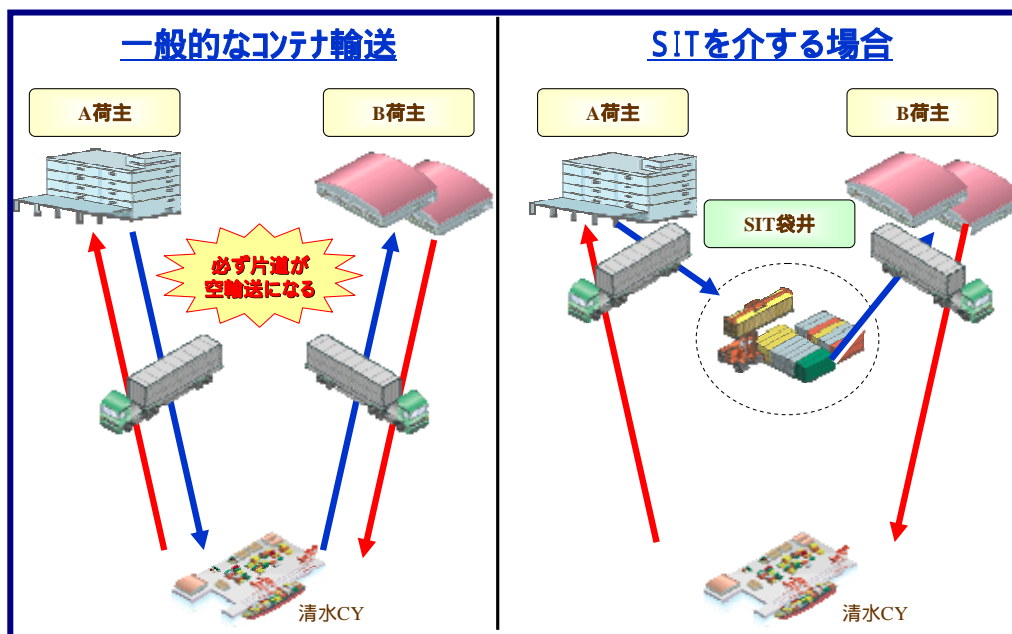 一般的なコンテナ輸送
A荷主
B荷主
必ず片道が
空輸送になる
清水CY
SITを介する場合
A荷主
B荷主
SIT袋井
清水CY